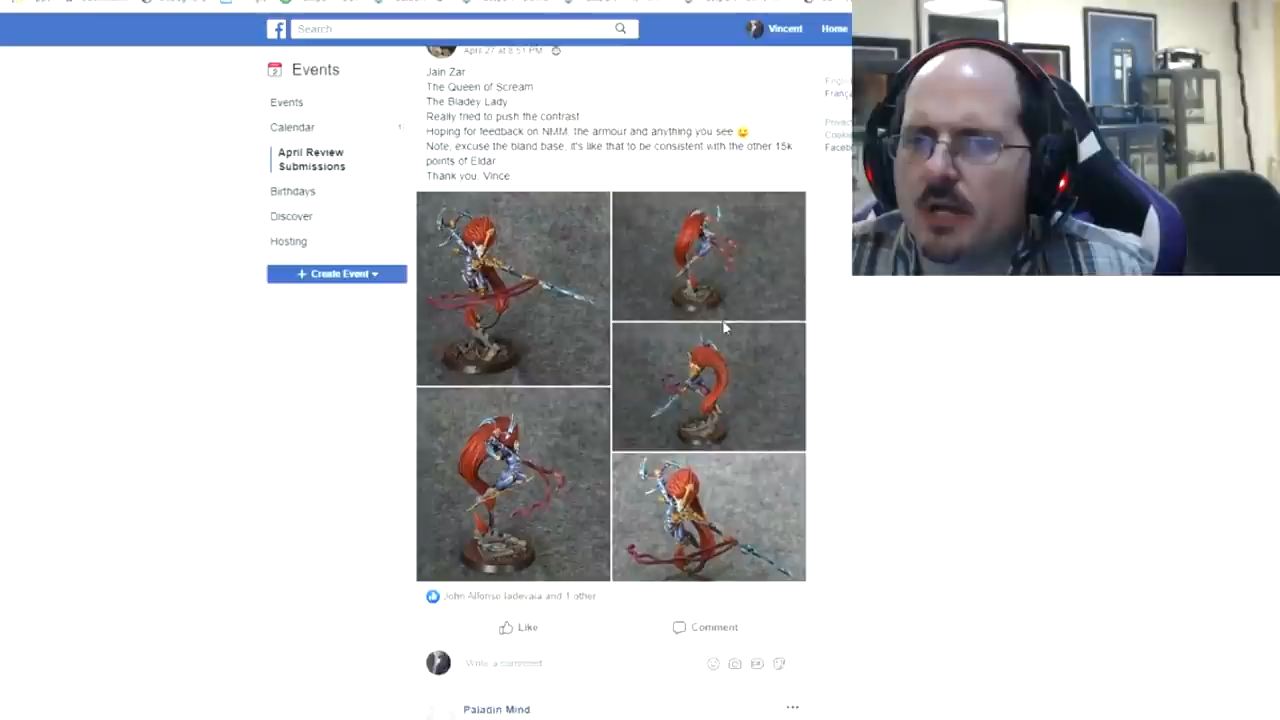 Search
Vincent
Home
2
Events
April 27 at 8:51 PM
Jain Zar
The Queen of Scream
The Bladey Lady
Really tried to push the contrast
Hoping for feedback on NMM, the armour and anything you see
Note, excuse the bland base, it's like that to be consistent with the other 15k
points of Eldar
Thank you, Vince.
Events
Calendar
1
April Review
Submissions
Birthdays
Discover
Hosting
+ Create Event
John Alfonso and 1 other
Like
Comment
Write a comment
Paladin Mind